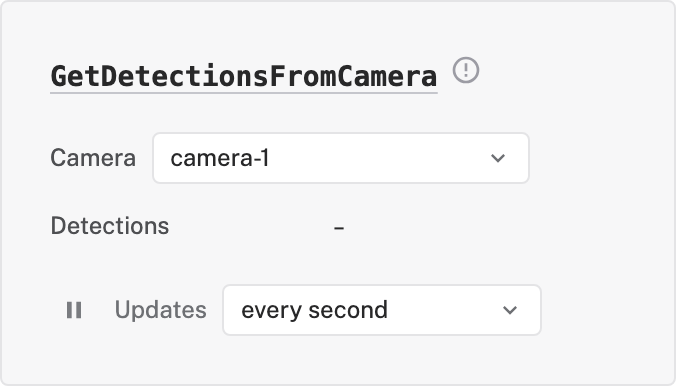 GetDetectionsFromCamera
Camera camera-1
Detections -
Updates every second